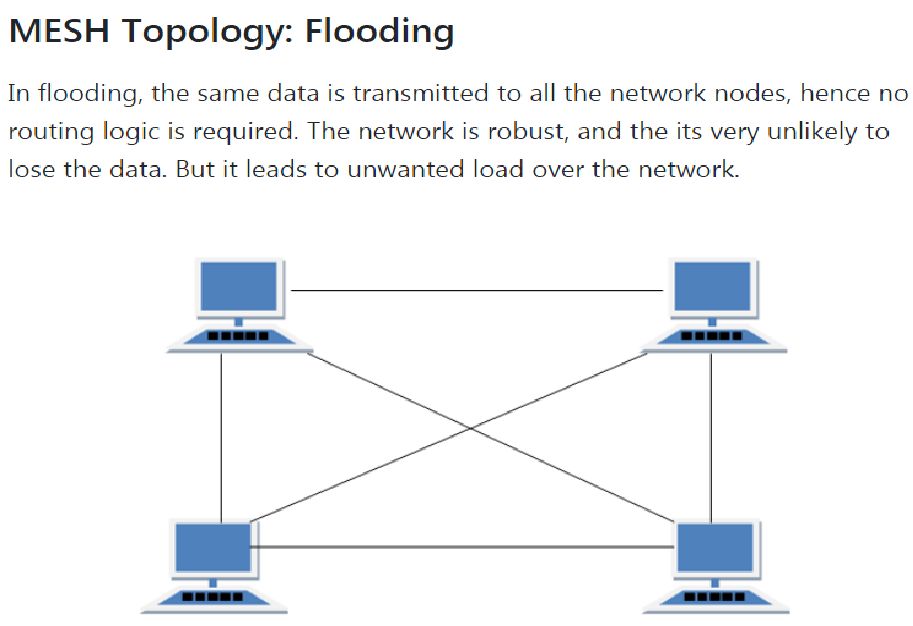 MESH Topology: Flooding
In flooding, the same data is transmitted to all the network nodes, hence no
routing logic is required. The network is robust, and the its very unlikely to
lose the data. But it leads to unwanted load over the network.